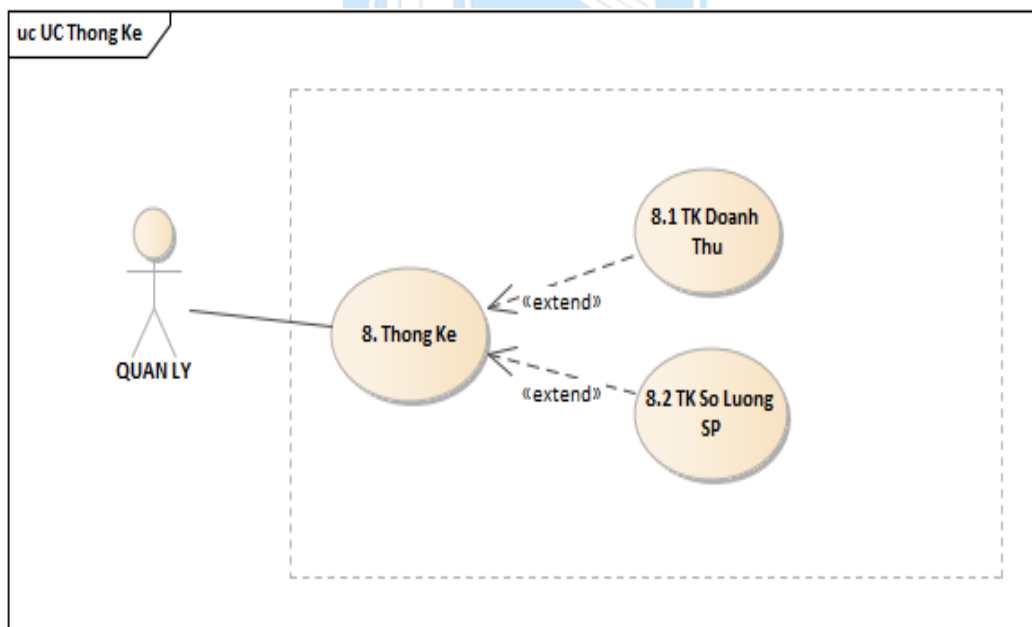 uc UC Thong Ke
8.1 TK Doanh
Thu
«extend»
8. Thong Ke
QUAN LY
«extend»
8.2 TK So Luong
SP